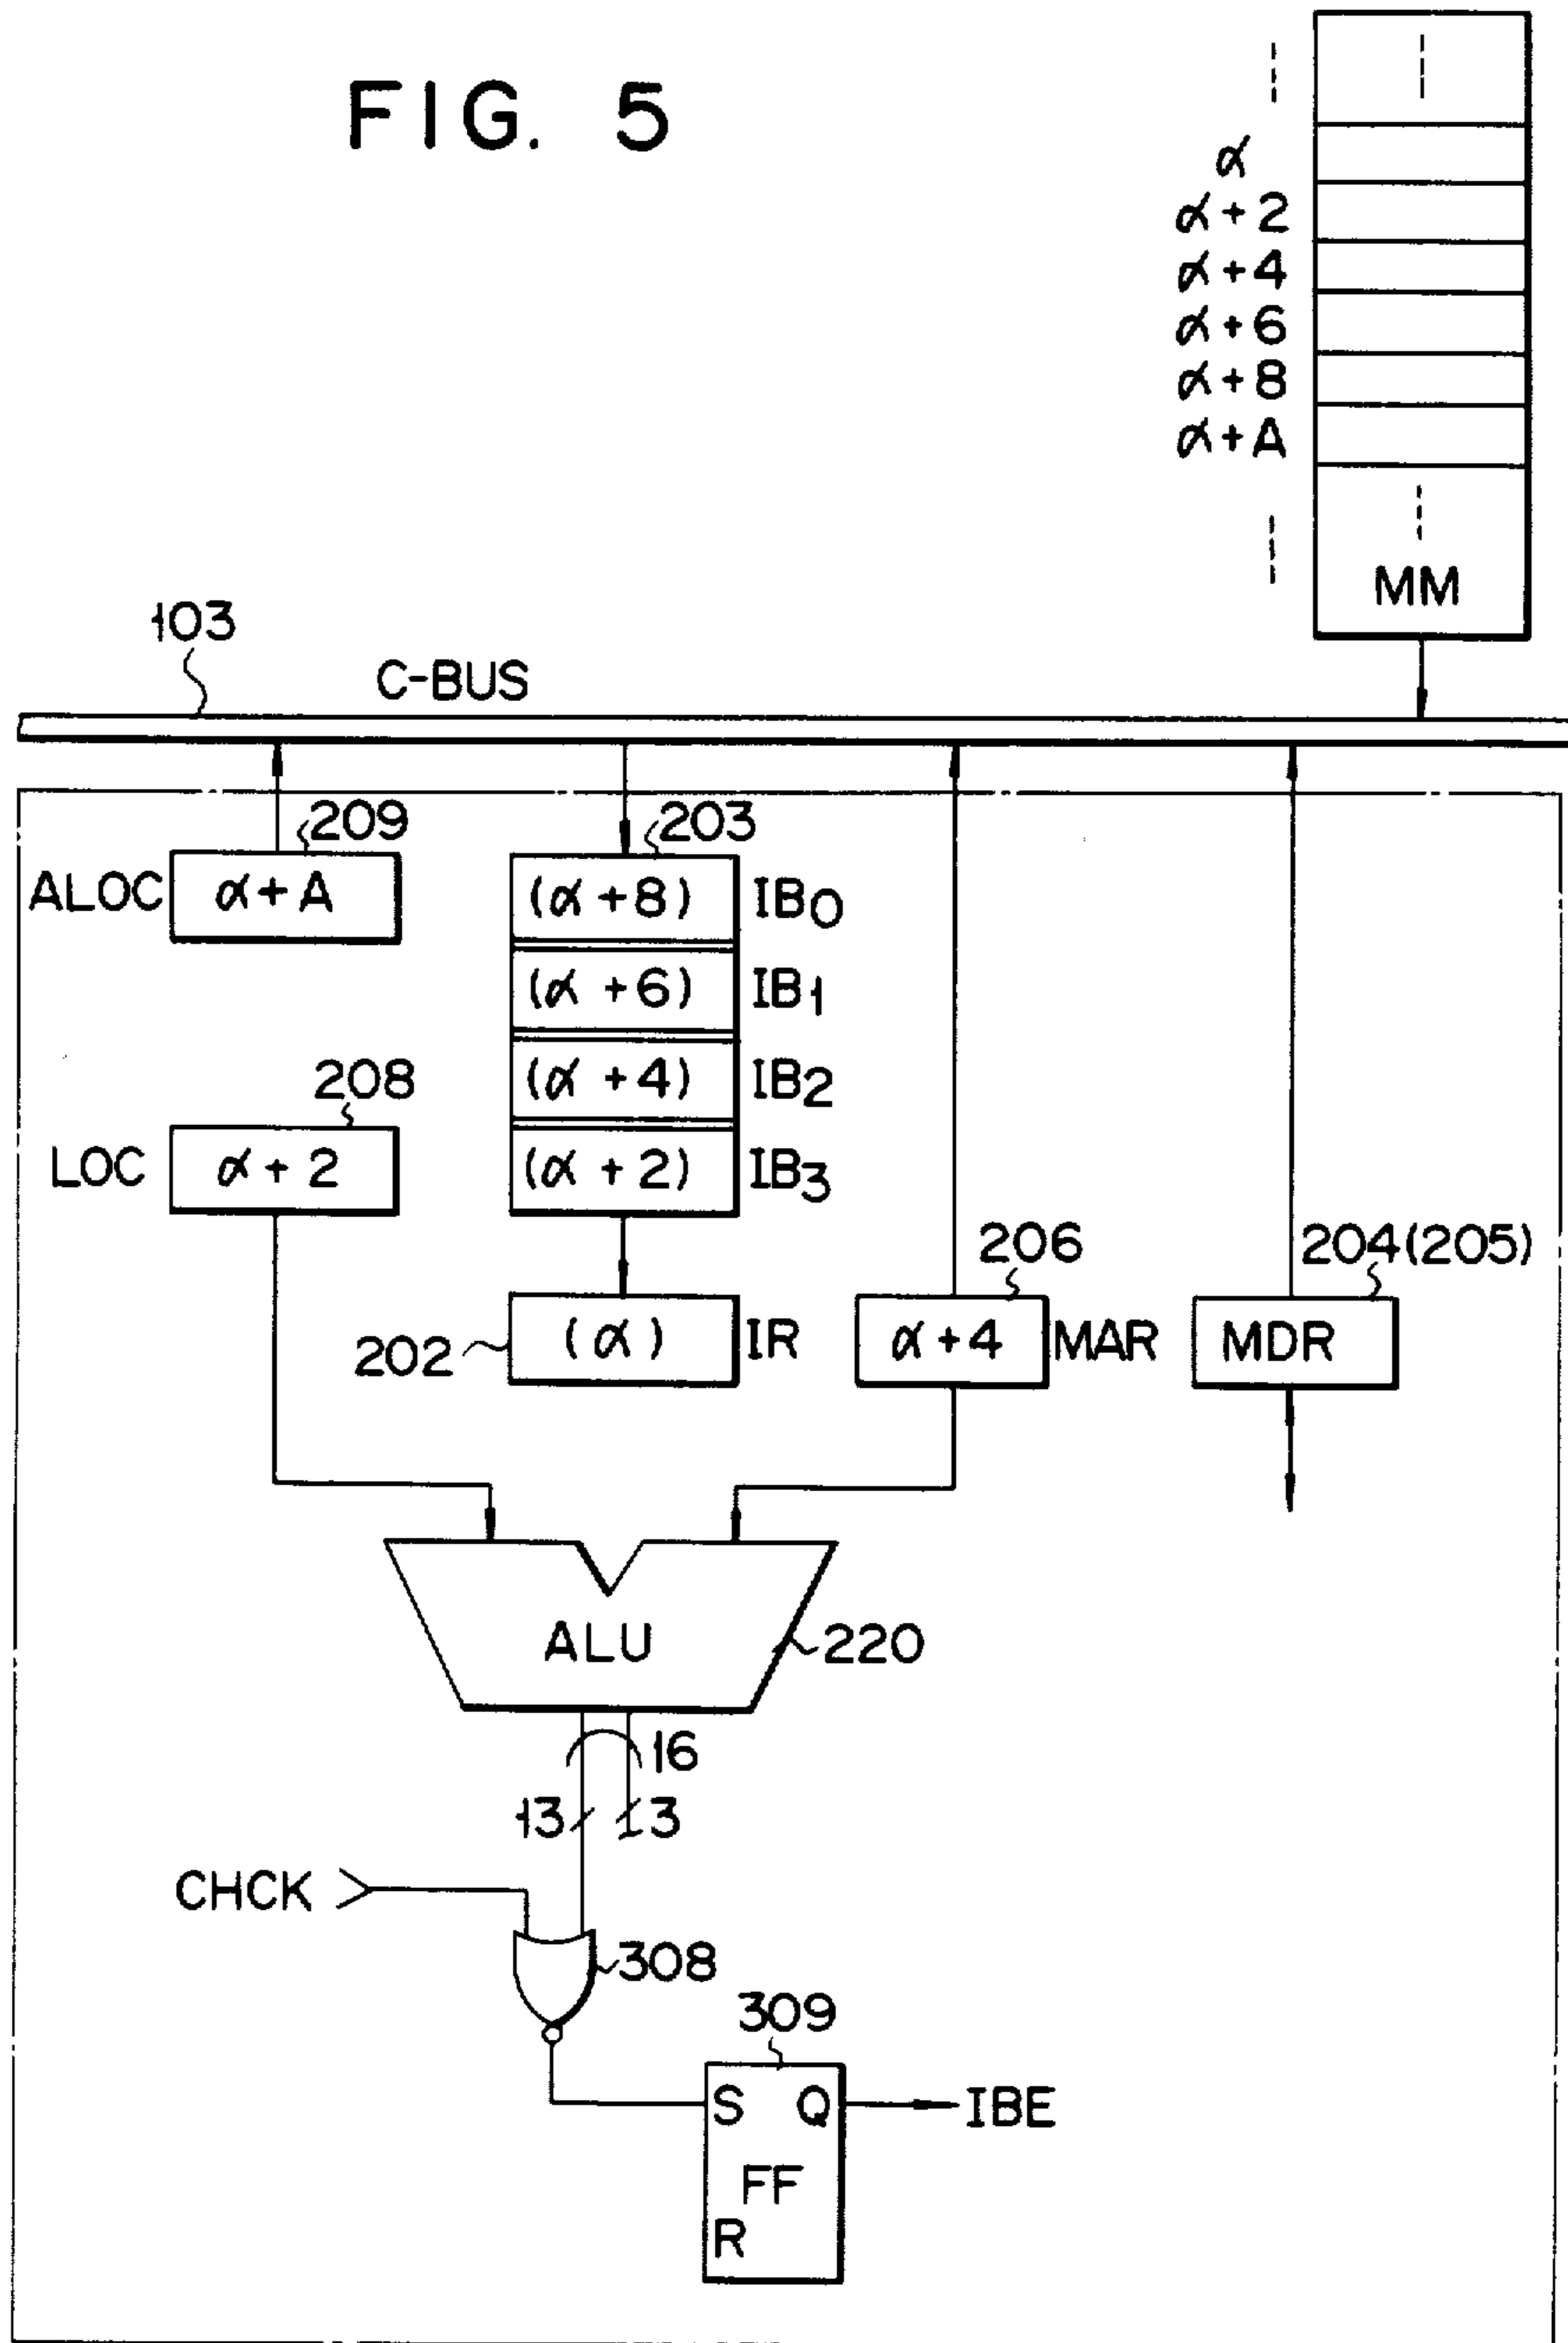 FIG. 5
α
α+2
α+4
α+6
α+8
α+A
MM
103
C-BUS
209
203
ALOC
α+A
(α+8)
IB0
(α+6)
IB1
208
(α+4)
IB2
LOC
α+2
(α+2)
IB3
206
204(205)
202
(α)
IR
α+4
MAR
MDR
ALU
220
16
13
3
CHCK
308
309
S
Q
IBE
FF
R